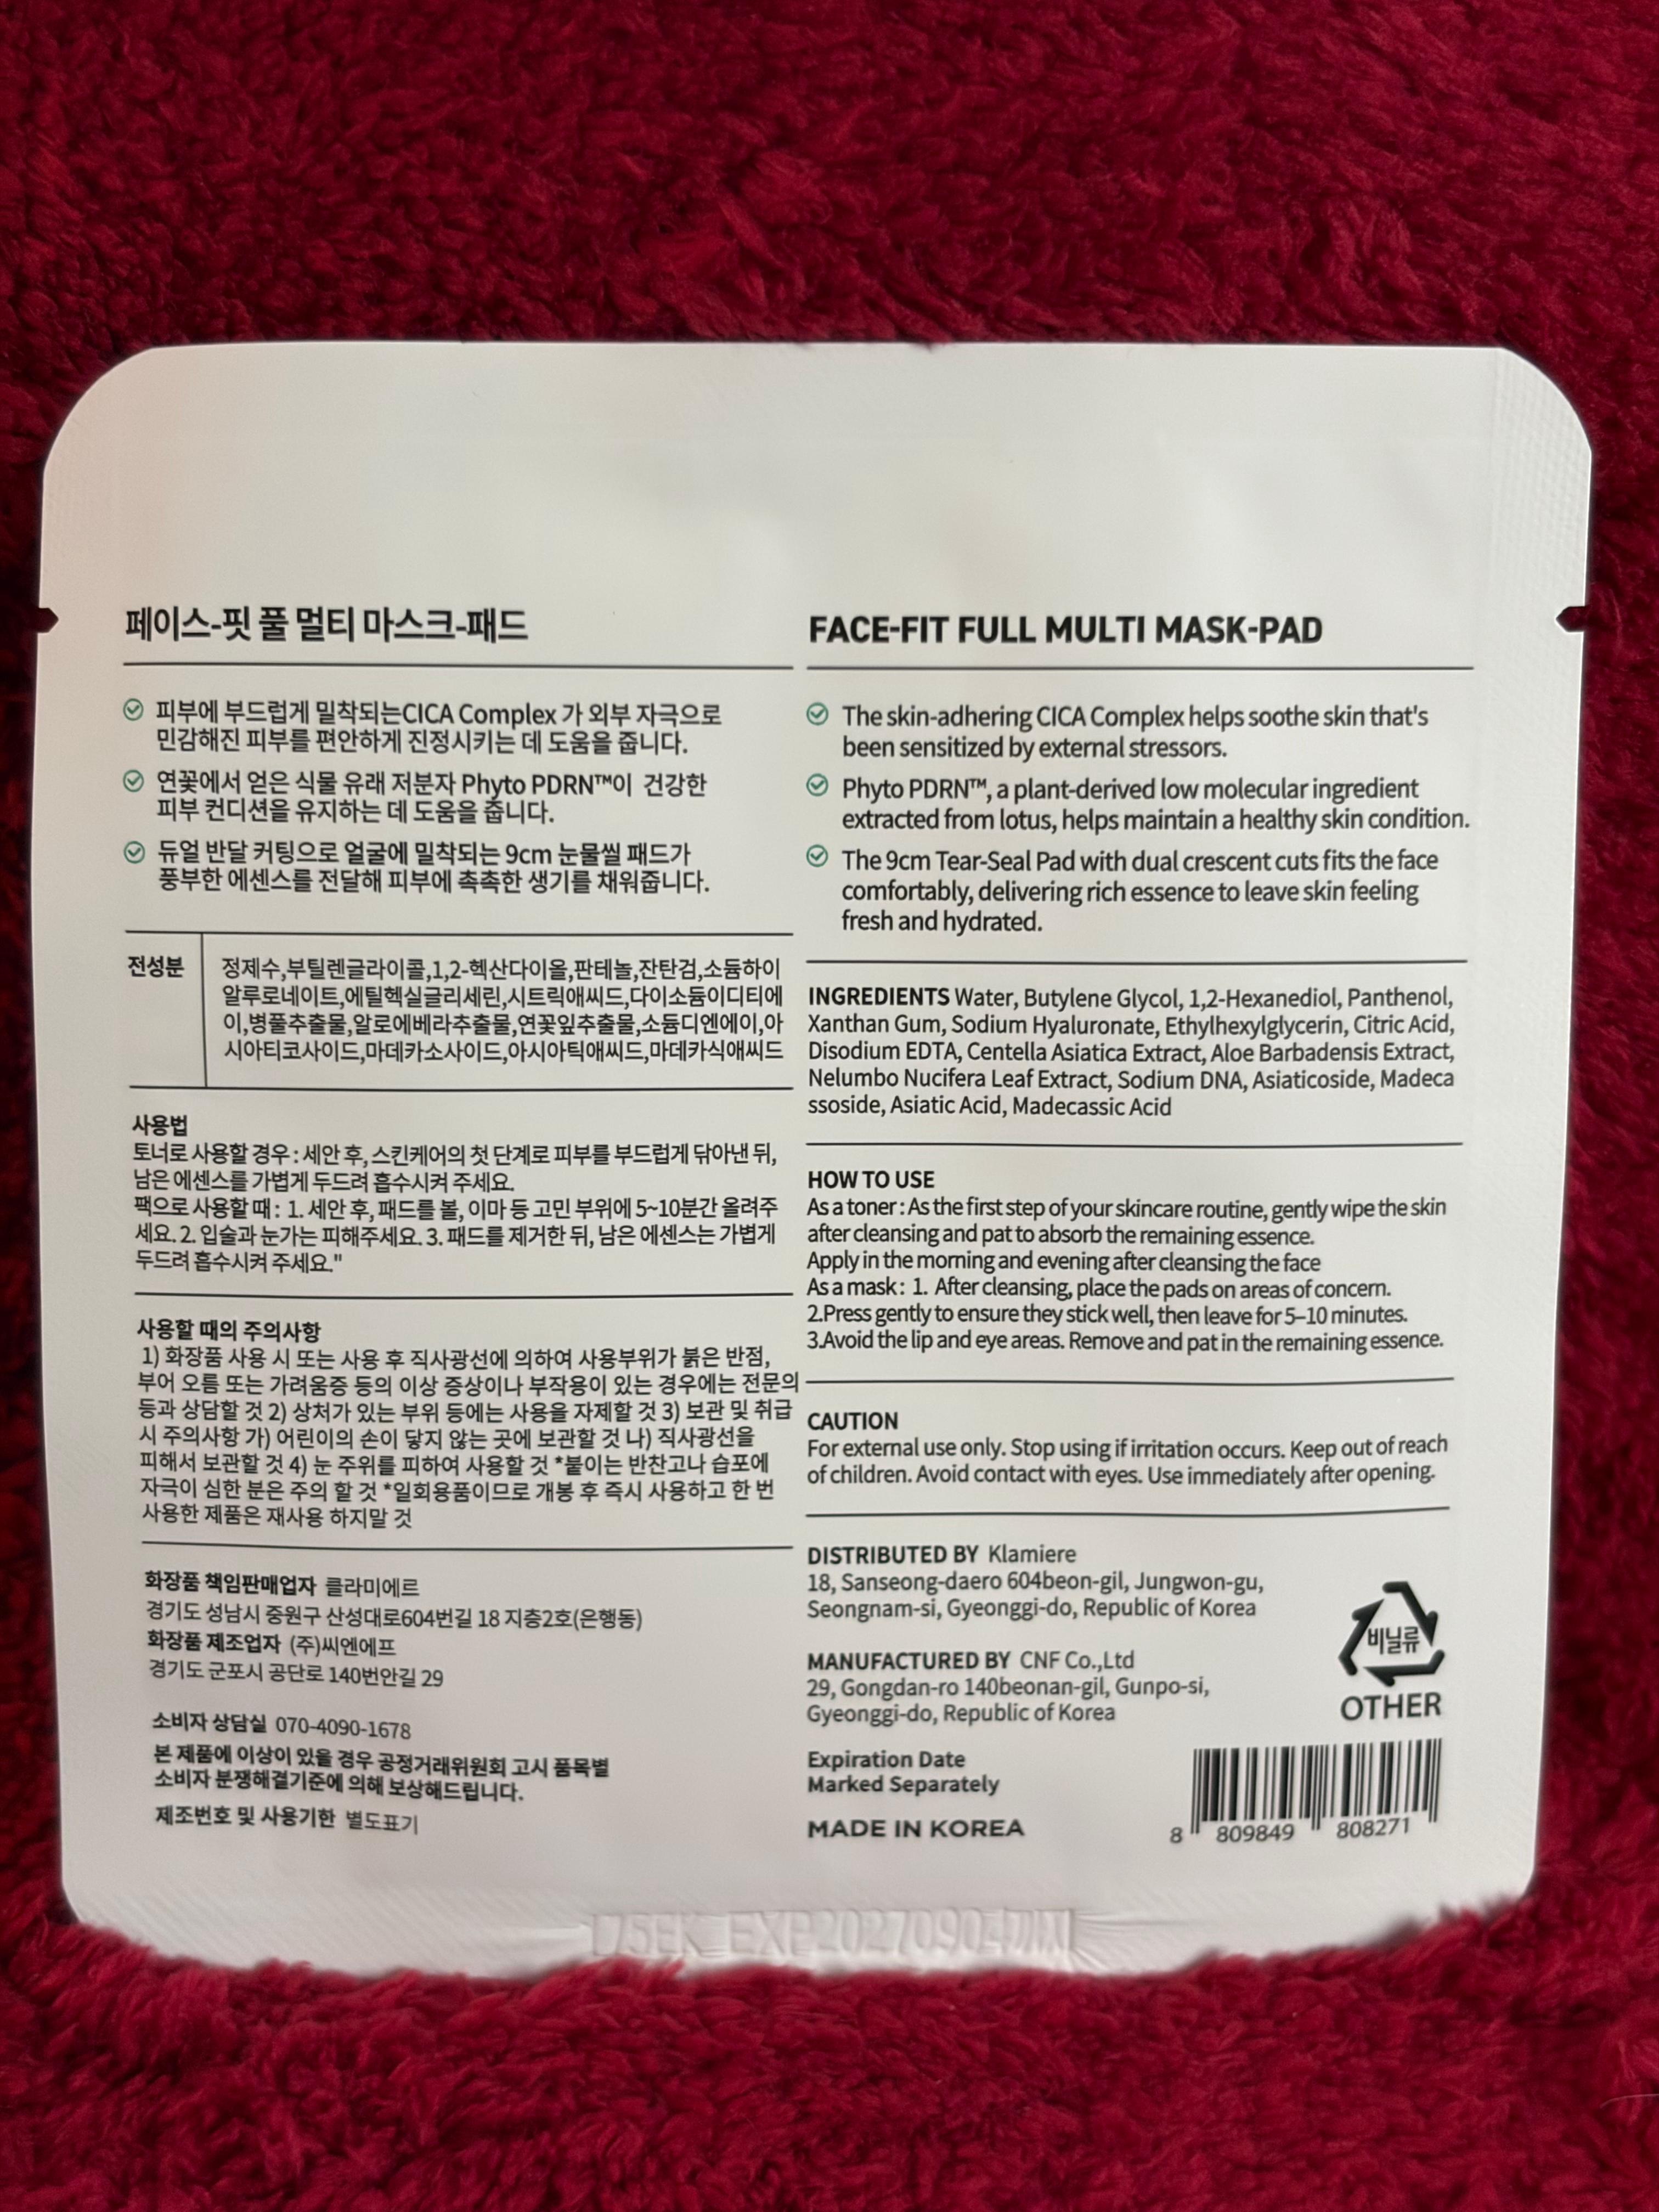 페이스-핏 풀 멀티 마스크-패드
피부에 부드럽게 밀착되는CICA Complex 가 외부 자극으로
민감해진 피부를 편안하게 진정시키는 데 도움을 줍니다.
연꽃에서 얻은 식물 유래 저분자 Phyto PDRN™이 건강한
피부 컨디션을 유지하는 데 도움을 줍니다.
듀얼 반달 커팅으로 얼굴에 밀착되는 9cm 눈물씰 패드가
풍부한 에센스를 전달해 피부에 촉촉한 생기를 채워줍니다.
전성분
정제수,부틸렌글라이콜,1,2-헥산다이올,판테놀,잔탄검,소듐하이
알루로네이트,에틸헥실글리세린,시트릭애씨드,다이소듐이디티에
이,병풀추출물,알로에베라추출물,연꽃잎추출물,소듐디엔에이,아
시아티코사이드,마데카소사이드,아시아틱애씨드,마데카식애씨드
사용법
토너로 사용할 경우 : 세안 후, 스킨케어의 첫 단계로 피부를 부드럽게 닦아낸 뒤,
남은 에센스를 가볍게 두드려 흡수시켜 주세요.
팩으로 사용할 때 : 1. 세안 후, 패드를 볼, 이마 등 고민 부위에 5~10분간 올려주
세요. 2. 입술과 눈가는 피해주세요. 3. 패드를 제거한 뒤, 남은 에센스는 가볍게
두드려 흡수시켜 주세요."
사용할 때의 주의사항
1) 화장품 사용 시 또는 사용 후 직사광선에 의하여 사용부위가 붉은 반점,
부어 오름 또는 가려움증 등의 이상 증상이나 부작용이 있는 경우에는 전문의
등과 상담할 것 2) 상처가 있는 부위 등에는 사용을 자제할 것 3) 보관 및 취급
시 주의사항 가) 어린이의 손이 닿지 않는 곳에 보관할 것 나) 직사광선을
피해서 보관할 것 4) 눈 주위를 피하여 사용할 것 *붙이는 반찬고나 습포에
자극이 심한 분은 주의 할 것 *일회용품이므로 개봉 후 즉시 사용하고 한 번
사용한 제품은 재사용 하지말 것
화장품 책임판매업자 클라미에르
경기도 성남시 중원구 산성대로604번길 18 지층2호(은행동)
화장품 제조업자 (주)씨엔에프
경기도 군포시 공단로 140번안길 29
소비자 상담실 070-4090-1678
본 제품에 이상이 있을 경우 공정거래위원회 고시 품목별
소비자 분쟁해결기준에 의해 보상해드립니다.
제조번호 및 사용기한 별도표기
FACE-FIT FULL MULTI MASK-PAD
The skin-adhering CICA Complex helps soothe skin that's
been sensitized by external stressors.
Phyto PDRN™, a plant-derived low molecular ingredient
extracted from lotus, helps maintain a healthy skin condition.
The 9cm Tear-Seal Pad with dual crescent cuts fits the face
comfortably, delivering rich essence to leave skin feeling
fresh and hydrated.
INGREDIENTS Water, Butylene Glycol, 1,2-Hexanediol, Panthenol,
Xanthan Gum, Sodium Hyaluronate, Ethylhexylglycerin, Citric Acid,
Disodium EDTA, Centella Asiatica Extract, Aloe Barbadensis Extract,
Nelumbo Nucifera Leaf Extract, Sodium DNA, Asiaticoside, Madeca
ssoside, Asiatic Acid, Madecassic Acid
HOW TO USE
As a toner : As the first step of your skincare routine, gently wipe the skin
after cleansing and pat to absorb the remaining essence.
Apply in the morning and evening after cleansing the face
As a mask : 1. After cleansing, place the pads on areas of concern.
2.Press gently to ensure they stick well, then leave for 5–10 minutes.
3.Avoid the lip and eye areas. Remove and pat in the remaining essence.
CAUTION
For external use only. Stop using if irritation occurs. Keep out of reach
of children. Avoid contact with eyes. Use immediately after opening.
DISTRIBUTED BY Klamiere
18, Sanseong-daero 604beon-gil, Jungwon-gu,
Seongnam-si, Gyeonggi-do, Republic of Korea
MANUFACTURED BY CNF Co.,Ltd
29, Gongdan-ro 140beonan-gil, Gunpo-si,
Gyeonggi-do, Republic of Korea
Expiration Date
Marked Separately
MADE IN KOREA
비닐류
OTHER
8 809849 808271
EXP20270904